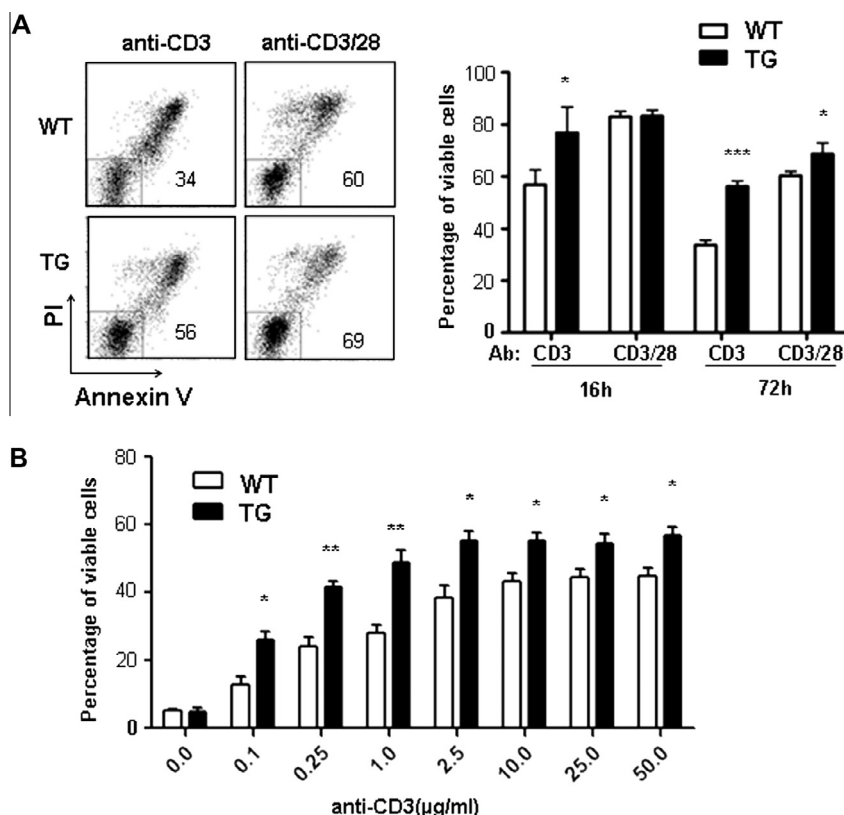 A
anti-CD3 anti-CD3/28
WT
34
60
TG
56
69
PI
Annexin V
WT
TG
Percentage of viable cells
100
80
60
40
20
0
*
***
*
Ab: CD3 CD3/28 CD3 CD3/28
16h 72h
B
WT
TG
Percentage of viable cells
80
60
40
20
0
* ** ** * * * *
0.0 0.1 0.25 1.0 2.5 10.0 25.0 50.0
anti-CD3(µg/ml)